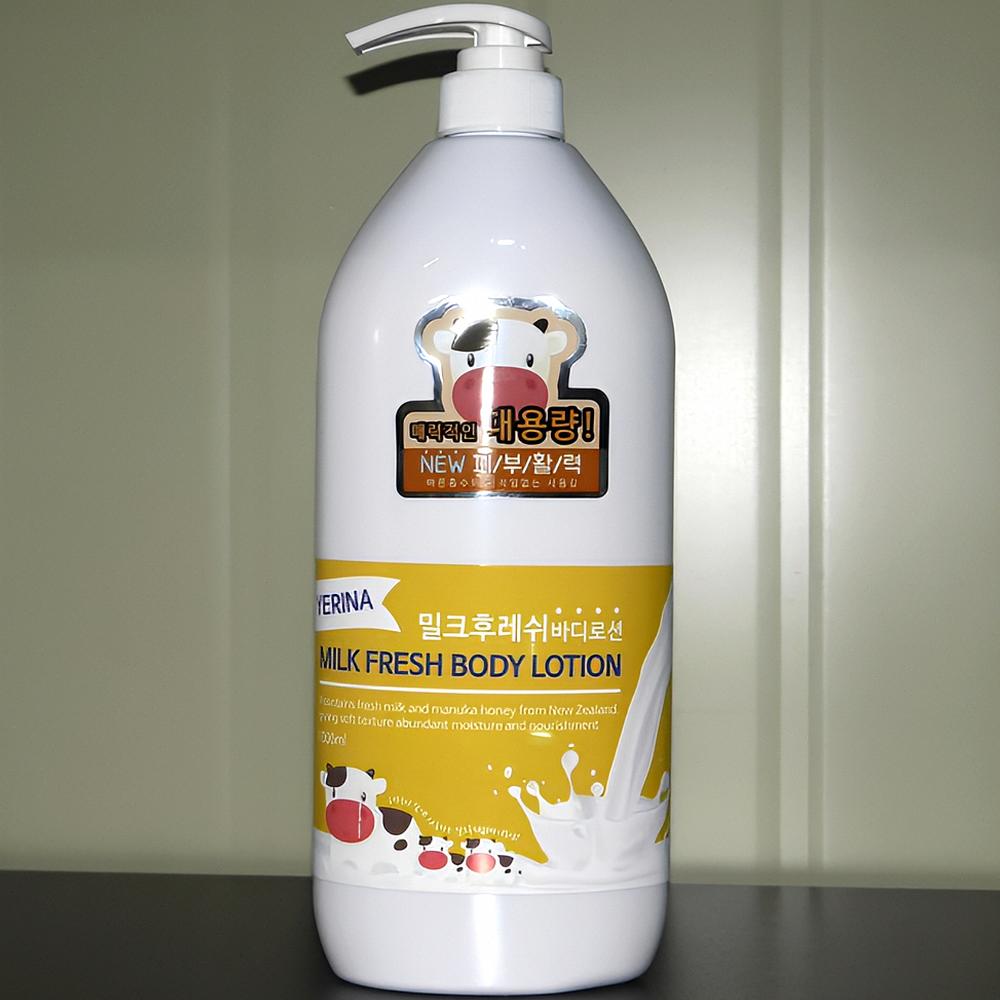 매력적인 대용량!
NEW 피/부/활/력
YERINA
밀크후레쉬 바디로션
MILK FRESH BODY LOTION
contains fresh milk and manuka honey from New Zealand,
soft texture abundant moisture and nourishment